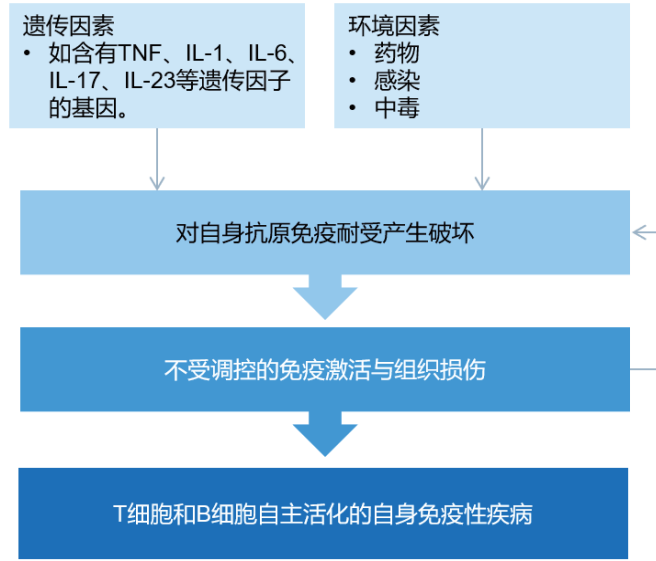 遗传因素
• 如含有TNF、IL-1、IL-6、
IL-17、IL-23等遗传因子
的基因。
环境因素
• 药物
• 感染
• 中毒
对自身抗原免疫耐受产生破坏
不受调控的免疫激活与组织损伤
T细胞和B细胞自主活化的自身免疫性疾病